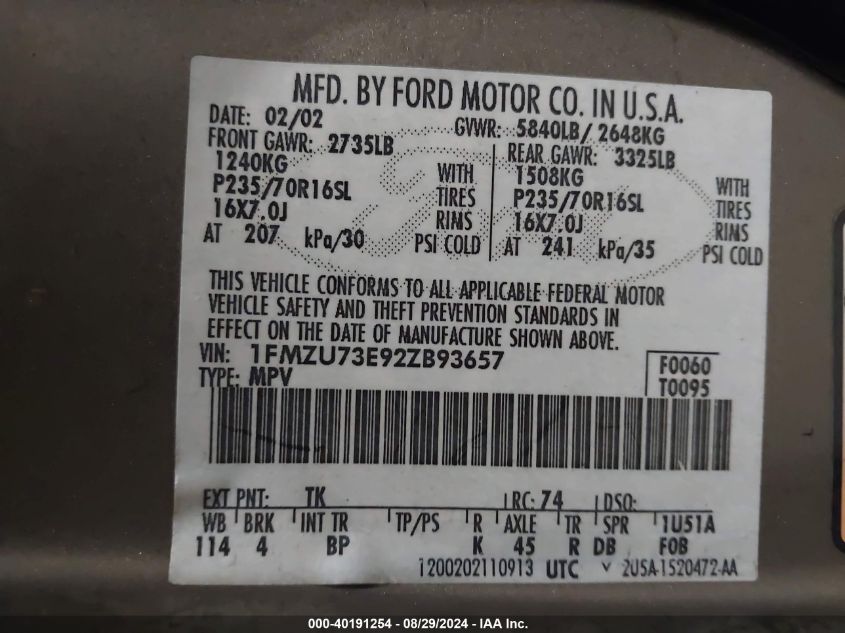 MFD. BY FORD MOTOR CO. IN U.S.A.
DATE: 02/02 GVWR: 5840LB/ 2648KG
FRONT GAWR: 2735LB REAR GAWR: 3325LB
1240KG WITH 1508KG WITH
P235/70R16SL TIRES P235/70R16SL TIRES
16X7.0J RIMS 16X7.0J RIMS
AT 207 kPa/30 PSI COLD AT 241 kPa/35 PSI COLD
THIS VEHICLE CONFORMS TO ALL APPLICABLE FEDERAL MOTOR
VEHICLE SAFETY AND THEFT PREVENTION STANDARDS IN
EFFECT ON THE DATE OF MANUFACTURE SHOWN ABOVE.
VIN: 1FMZU73E92ZB93657 F0060
TYPE: MPV T0095
EXT PNT: TK RC: 74 DSO:
WB BRK INT TR TP/PS R AXLE TR SPR 1U51A
114 4 BP K 45 R DB FOB
1200202110913 UTC 2U5A-1520472-AA
000-40191254 - 08/29/2024 - IAA Inc.